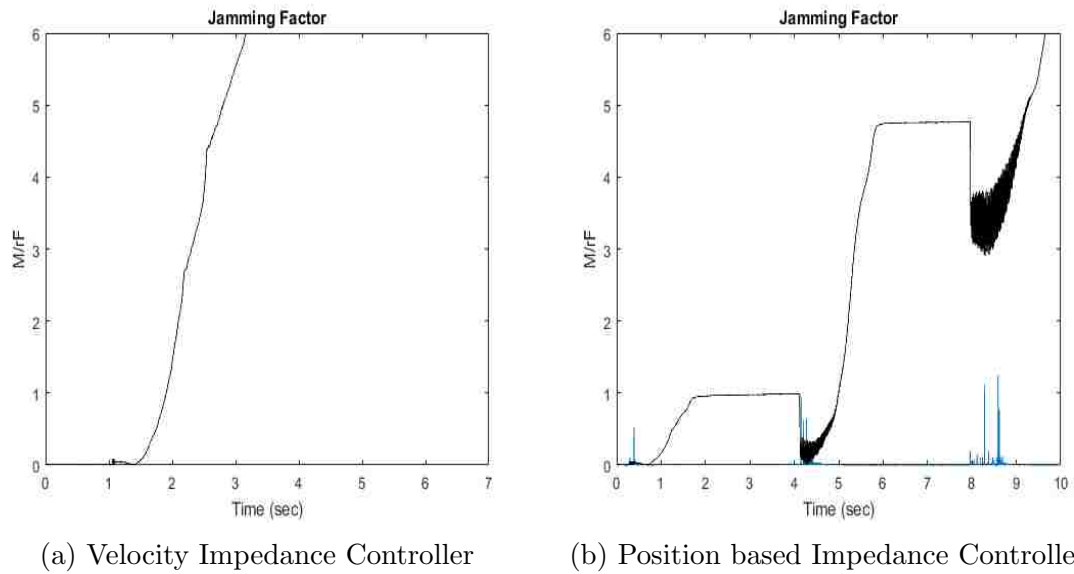 Jamming Factor
6
5
4
3
2
1
0
M/rF
0 1 2 3 4 5 6 7
Time (sec)
(a) Velocity Impedance Controller
Jamming Factor
6
5
4
3
2
1
0
M/rF
0 1 2 3 4 5 6 7 8 9 10
Time (sec)
(b) Position based Impedance Controlle